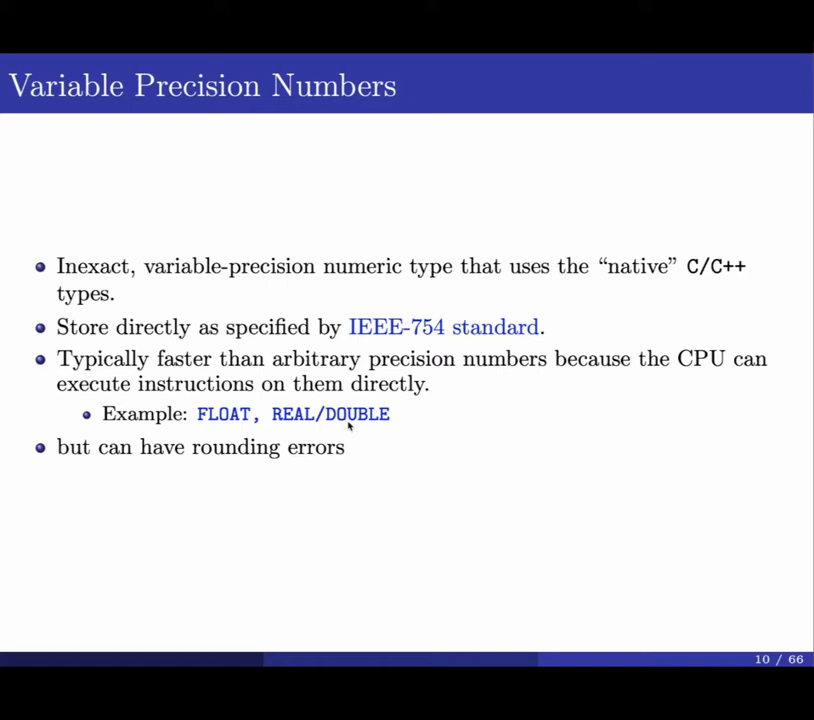 Variable Precision Numbers
Inexact, variable-precision numeric type that uses the “native” C/C++
types.
Store directly as specified by IEEE-754 standard.
Typically faster than arbitrary precision numbers because the CPU can
execute instructions on them directly.
Example: FLOAT, REAL/DOUBLE
but can have rounding errors
10 / 66